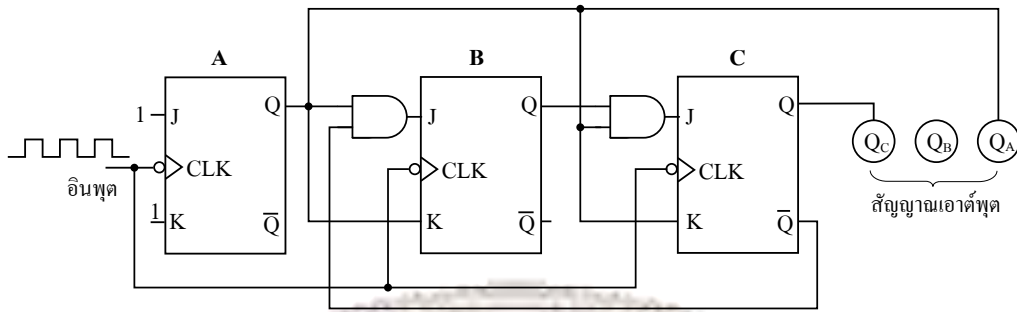 A B C
1 J Q J Q J Q
Q_C Q_B Q_A
CLK CLK CLK
อินพุต
สัญญาณเอาต์พุต
1 K Q̅ K Q̅ K Q̅